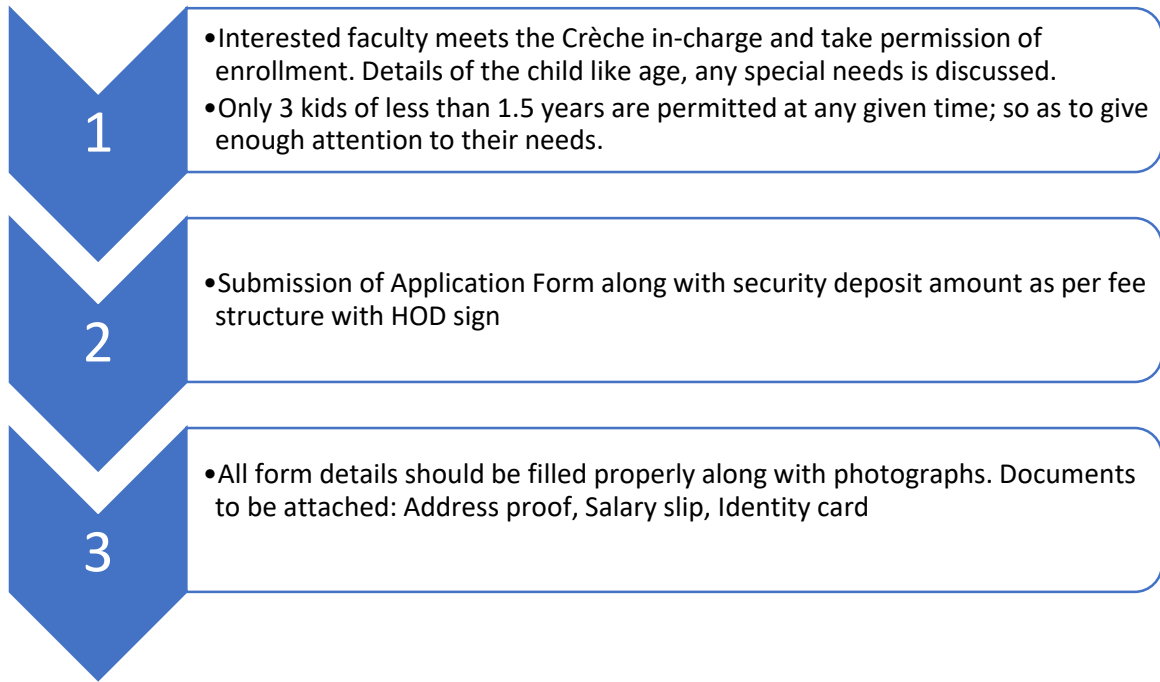 1
•Interested faculty meets the Crèche in-charge and take permission of
enrollment. Details of the child like age, any special needs is discussed.
•Only 3 kids of less than 1.5 years are permitted at any given time; so as to give
enough attention to their needs.
2
•Submission of Application Form along with security deposit amount as per fee
structure with HOD sign
3
•All form details should be filled properly along with photographs. Documents
to be attached: Address proof, Salary slip, Identity card